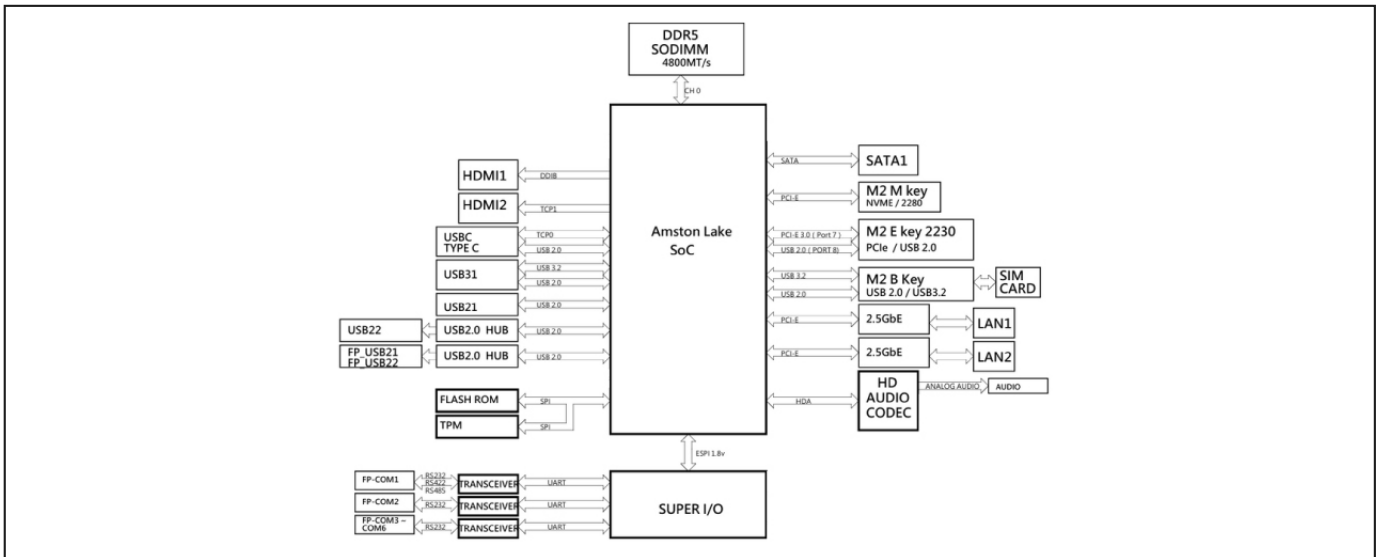 DDR5
SODIMM
4800MT/s
CH 0
Amston Lake
SoC
HDMI1
DDIB
HDMI2
TCP1
USBC
TYPE C
TCP0
USB 2.0
USB31
USB 3.2
USB 2.0
USB21
USB 2.0
USB22
USB2.0 HUB
USB 2.0
FP_USB21
FP_USB22
USB2.0 HUB
USB 2.0
FLASH ROM
SPI
TPM
SPI
SATA
SATA1
PCI-E
M2 M key
NVME / 2280
PCI-E 3.0 ( Port 7 )
USB 2.0 ( PORT 8)
M2 E key 2230
PCIe / USB 2.0
USB 3.2
USB 2.0
M2 B Key
USB 2.0 / USB3.2
SIM
CARD
PCI-E
2.5GbE
LAN1
PCI-E
2.5GbE
LAN2
HDA
HD
AUDIO
CODEC
ANALOG AUDIO
AUDIO
ESPI 1.8v
SUPER I/O
FP-COM1
RS232
RS422
RS485
TRANSCEIVER
UART
FP-COM2
RS232
TRANSCEIVER
UART
FP-COM3 –
COM6
RS232
TRANSCEIVER
UART